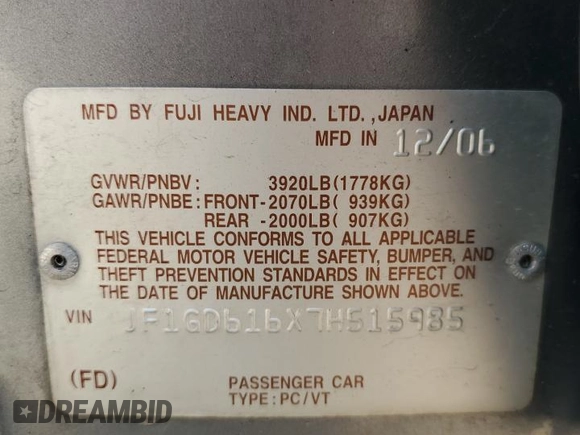 MFD BY FUJI HEAVY IND. LTD.,JAPAN
MFD IN 12/06
GVWR/PNBV: 3920LB(1778KG)
GAWR/PNBE: FRONT-2070LB( 939KG)
REAR -2000LB( 907KG)
THIS VEHICLE CONFORMS TO ALL APPLICABLE
FEDERAL MOTOR VEHICLE SAFETY, BUMPER, AND
THEFT PREVENTION STANDARDS IN EFFECT ON
THE DATE OF MANUFACTURE SHOWN ABOVE.
VIN JF1GD616X7H515985
(FD) PASSENGER CAR
TYPE:PC/VT
DREAMBID